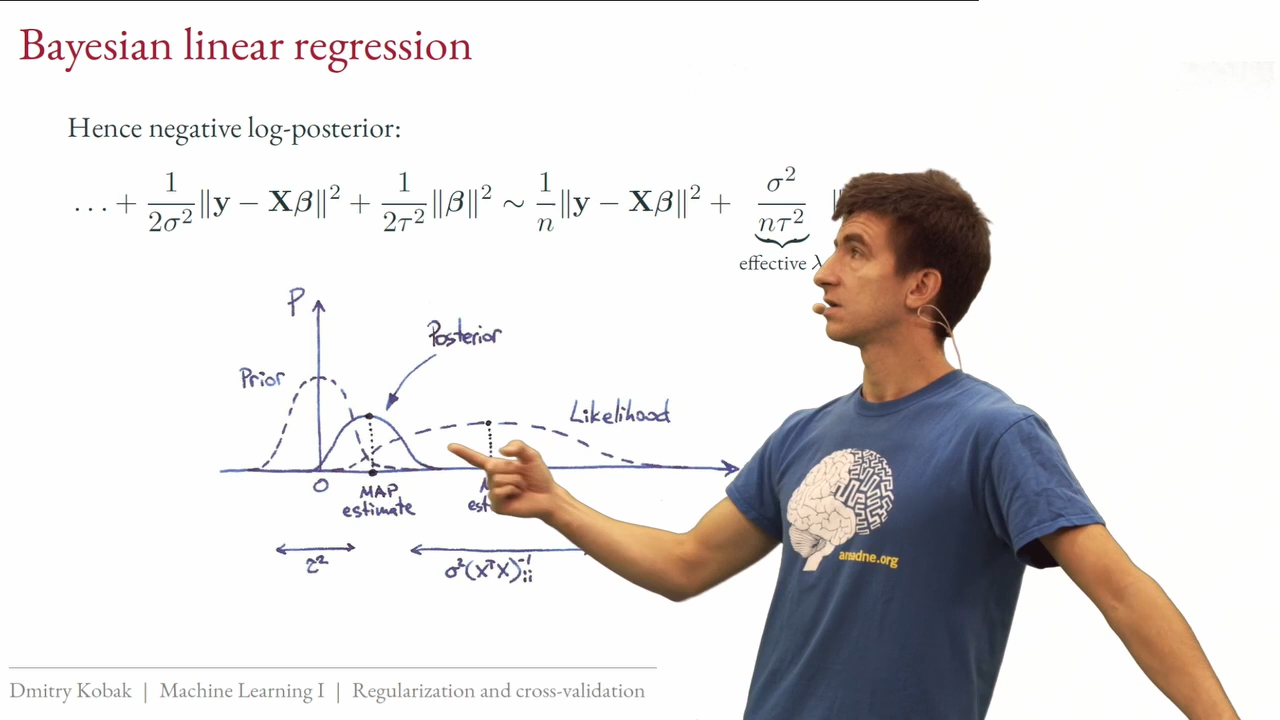 Bayesian linear regression
Hence negative log-posterior:
… + 1/2σ² ‖y − Xβ‖² + 1/2τ² ‖β‖² ∼ 1/n ‖y − Xβ‖² + σ²/nτ² ‖
effective λ
P
Posterior
Prior
Likelihood
0
MAP
estimate
M
est
τ²
σ²(XᵀX)⁻¹ᵢᵢ
Dmitry Kobak | Machine Learning I | Regularization and cross-validation